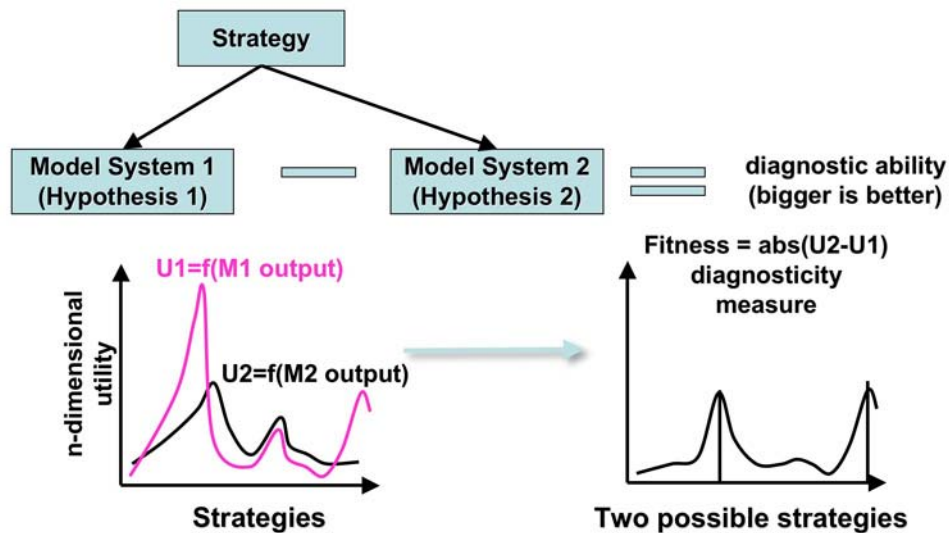 Strategy
Model System 1
(Hypothesis 1)
Model System 2
(Hypothesis 2)
diagnostic ability
(bigger is better)
n-dimensional
utility
U1=f(M1 output)
U2=f(M2 output)
Strategies
Fitness = abs(U2-U1)
diagnosticity
measure
Two possible strategies